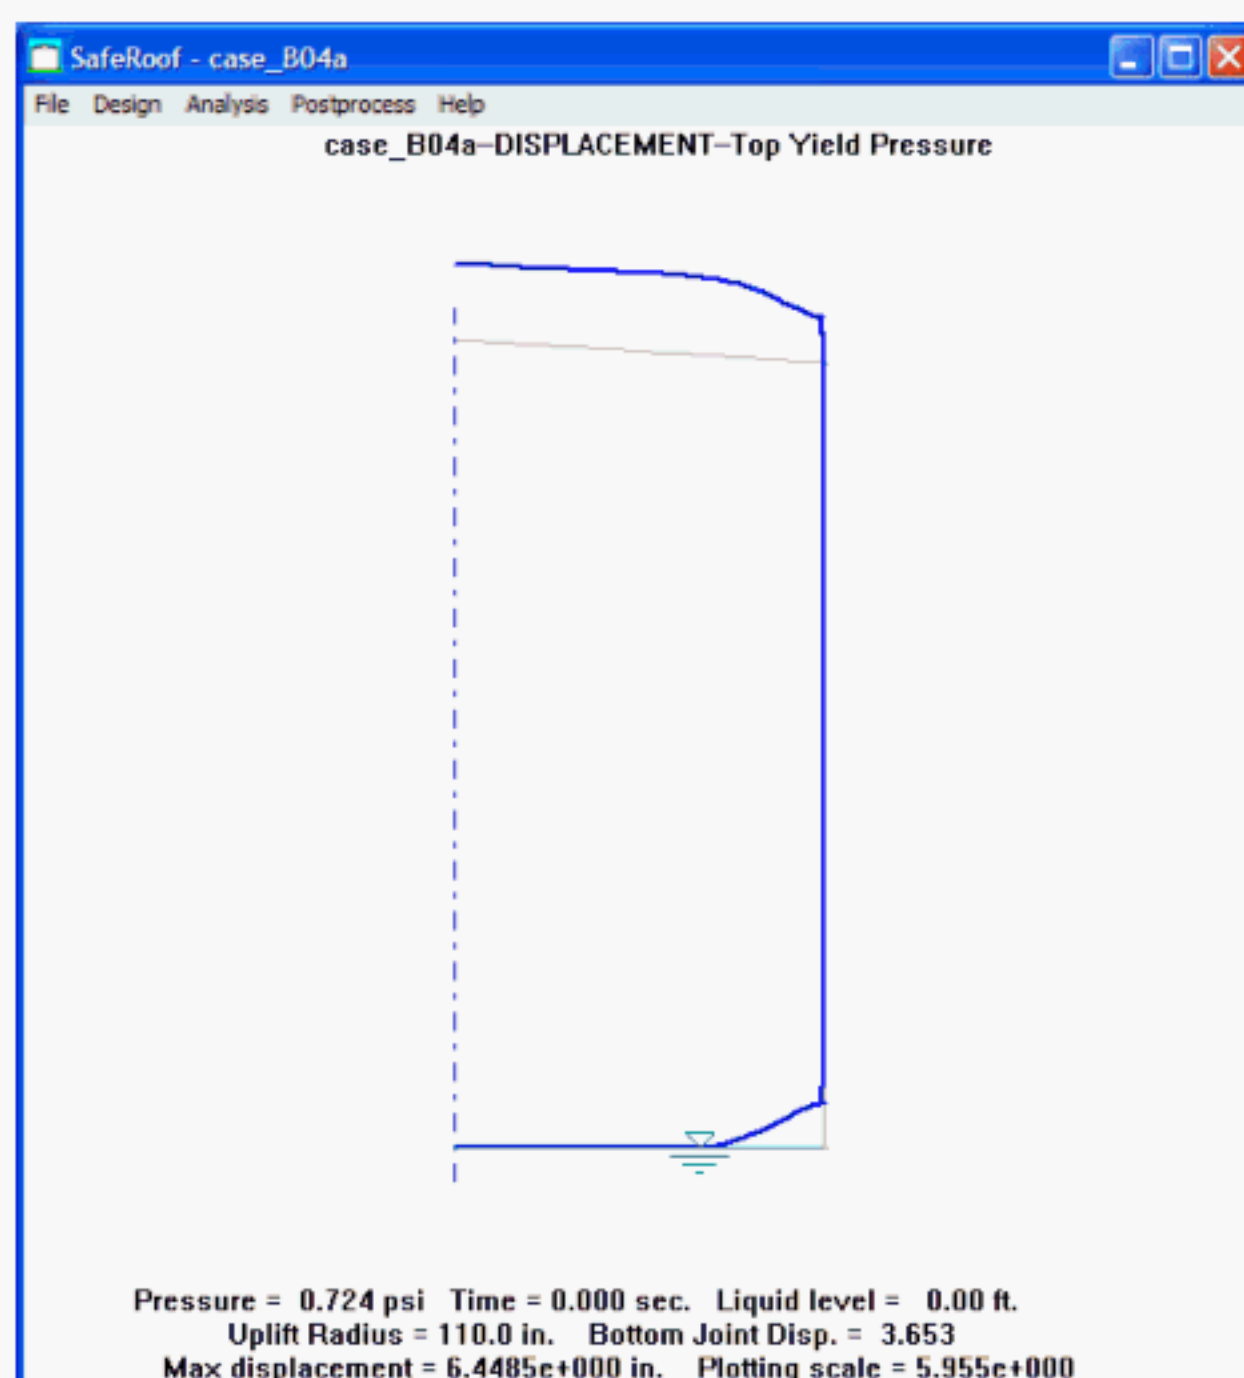 SafeRoof - case_B04a
File Design Analysis Postprocess Help
case_B04a-DISPLACEMENT-Top Yield Pressure
Pressure = 0.724 psi Time = 0.000 sec. Liquid level = 0.00 ft.
Uplift Radius = 110.0 in. Bottom Joint Disp. = 3.653
Max displacement = 6.4485e+000 in. Plotting scale = 5.955e+000